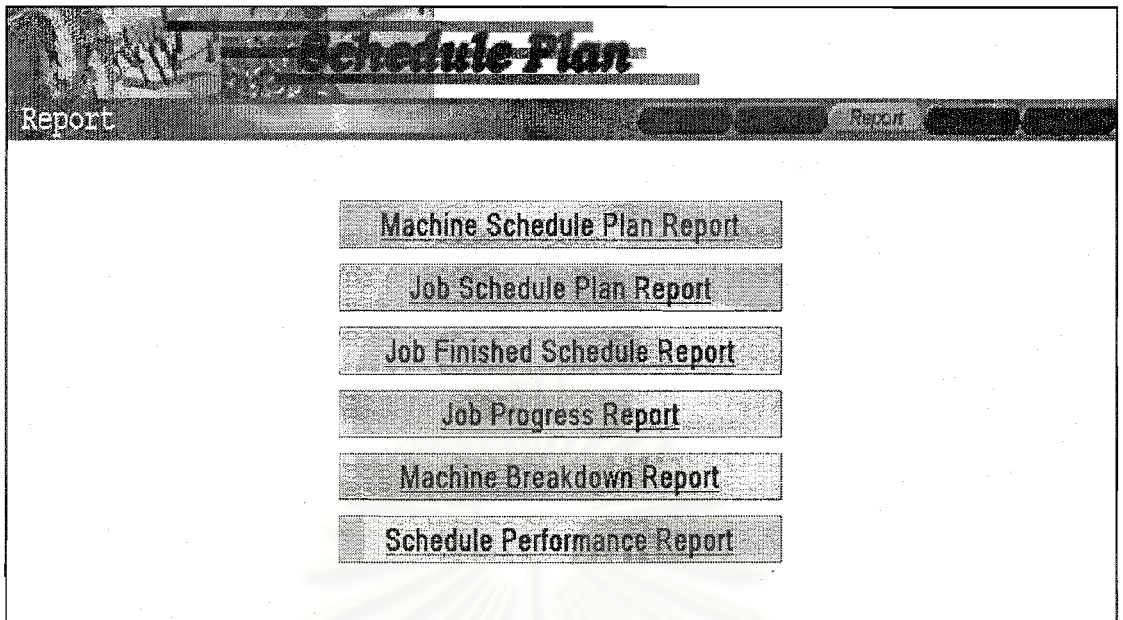 Schedule Plan
Report
Report
Machine Schedule Plan Report
Job Schedule Plan Report
Job Finished Schedule Report
Job Progress Report
Machine Breakdown Report
Schedule Performance Report